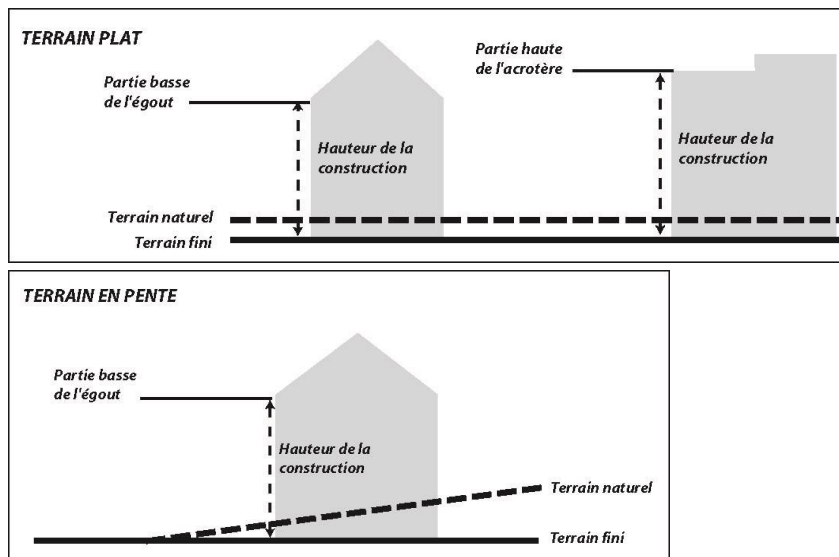 TERRAIN PLAT
Partie basse
de l'égout
Hauteur de la
construction
Partie haute
de l'acrotère
Hauteur de la
construction
Terrain naturel
Terrain fini
TERRAIN EN PENTE
Partie basse
de l'égout
Hauteur de la
construction
Terrain naturel
Terrain fini